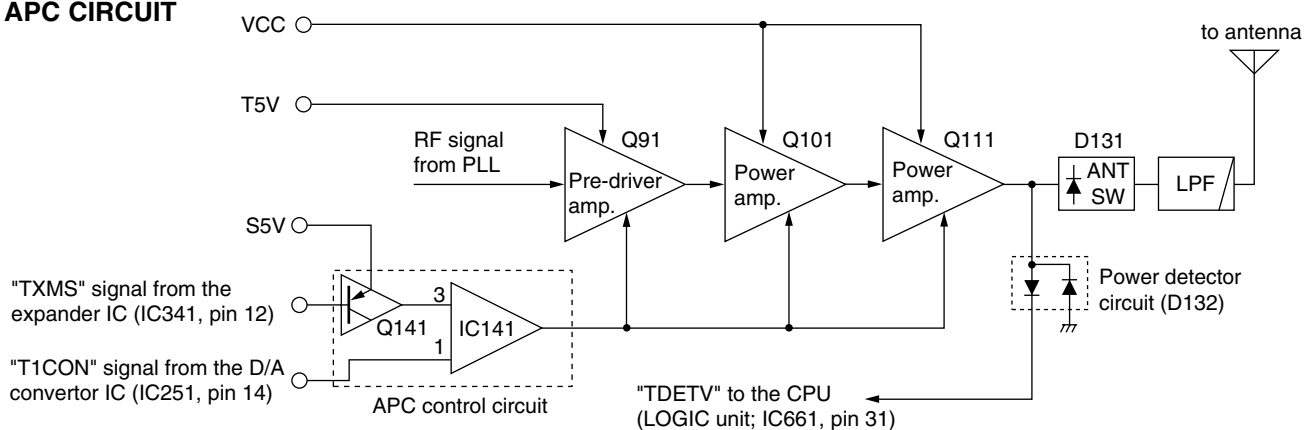 APC CIRCUIT
VCC
to antenna
T5V
RF signal
from PLL
Q91
Q101
Q111
D131
Pre-driver
amp.
Power
amp.
Power
amp.
ANT
SW
LPF
S5V
"TXMS" signal from the
expander IC (IC341, pin 12)
Q141
3
1
IC141
Power detector
circuit (D132)
"T1CON" signal from the D/A
convertor IC (IC251, pin 14)
APC control circuit
"TDETV" to the CPU
(LOGIC unit; IC661, pin 31)